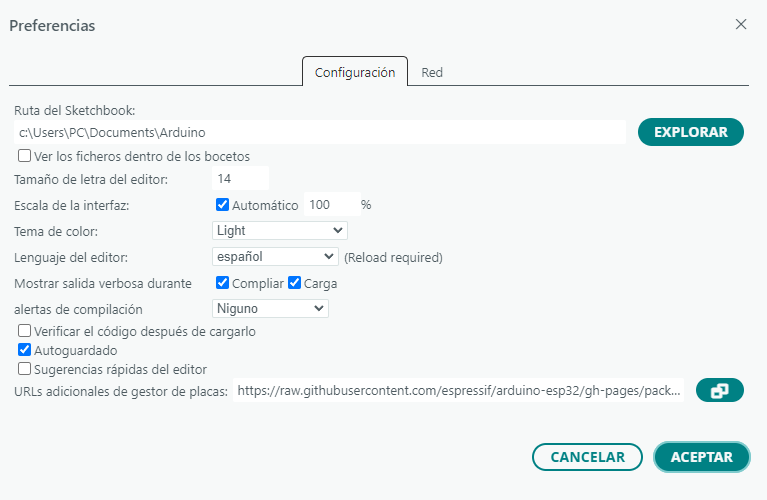 Preferencias
Configuración Red
Ruta del Sketchbook:
c:\Users\PC\Documents\Arduino EXPLORAR
Ver los ficheros dentro de los bocetos
Tamaño de letra del editor: 14
Escala de la interfaz: Automático 100 %
Tema de color: Light
Lenguaje del editor: español (Reload required)
Mostrar salida verbosa durante Compliar Carga
alertas de compilación Niguno
Verificar el código después de cargarlo
Autoguardado
Sugerencias rápidas del editor
URLs adicionales de gestor de placas: https://raw.githubusercontent.com/espressif/arduino-esp32/gh-pages/pack...
CANCELAR ACEPTAR